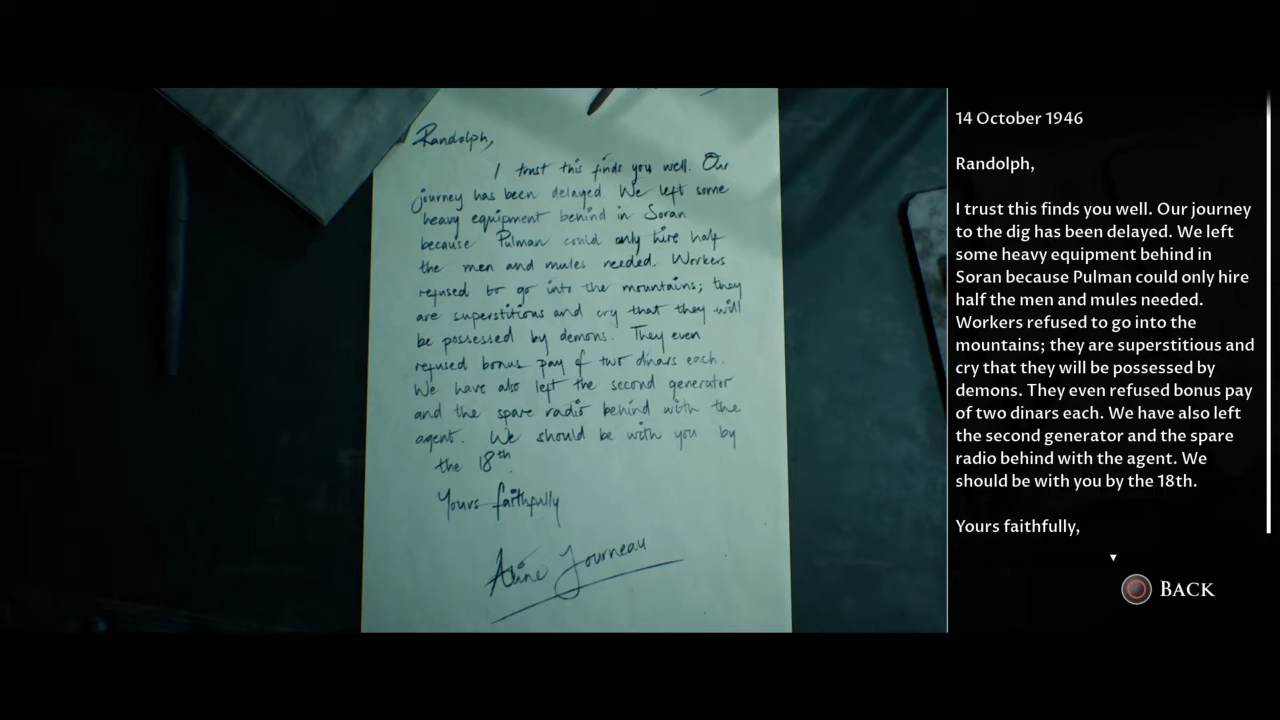 Randolph,
I trust this finds you well. Our
journey has been delayed. We left some
heavy equipment behind in Soran
because Pulman could only hire half
the men and mules needed. Workers
refused to go into the mountains; they
are superstitious and cry that they will
be possessed by demons. They even
refused bonus pay of two dinars each.
We have also left the second generator
and the spare radio behind with the
agent. We should be with you by
the 18th.
Yours faithfully
14 October 1946
Randolph,
I trust this finds you well. Our journey
to the dig has been delayed. We left
some heavy equipment behind in
Soran because Pulman could only hire
half the men and mules needed.
Workers refused to go into the
mountains; they are superstitious and
cry that they will be possessed by
demons. They even refused bonus pay
of two dinars each. We have also left
the second generator and the spare
radio behind with the agent. We
should be with you by the 18th.
Yours faithfully,
BACK